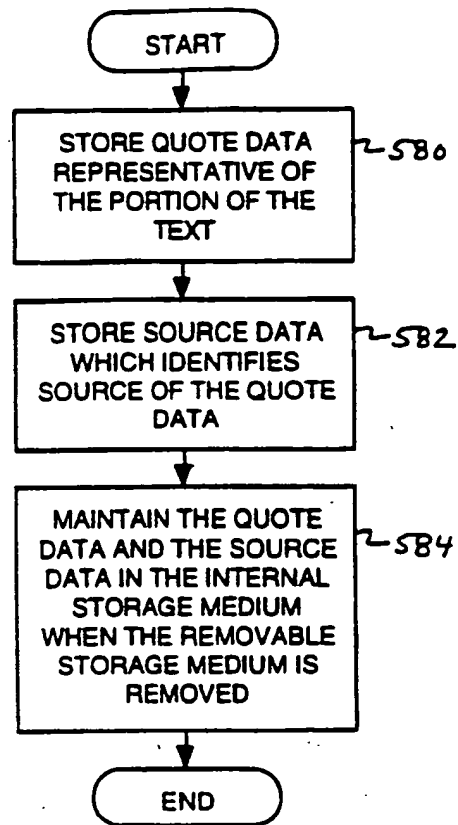 START
STORE QUOTE DATA
REPRESENTATIVE OF
THE PORTION OF THE
TEXT
580
STORE SOURCE DATA
WHICH IDENTIFIES
SOURCE OF THE QUOTE
DATA
582
MAINTAIN THE QUOTE
DATA AND THE SOURCE
DATA IN THE INTERNAL
STORAGE MEDIUM
WHEN THE REMOVABLE
STORAGE MEDIUM IS
REMOVED
584
END